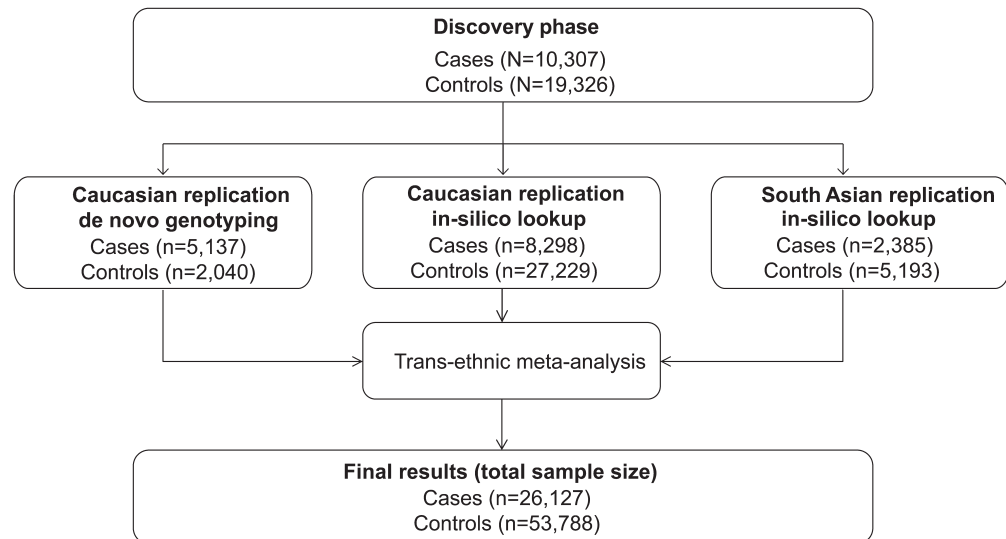 Discovery phase
Cases (N=10,307)
Controls (N=19,326)
Caucasian replication
de novo genotyping
Cases (n=5,137)
Controls (n=2,040)
Caucasian replication
in-silico lookup
Cases (n=8,298)
Controls (n=27,229)
South Asian replication
in-silico lookup
Cases (n=2,385)
Controls (n=5,193)
Trans-ethnic meta-analysis
Final results (total sample size)
Cases (n=26,127)
Controls (n=53,788)